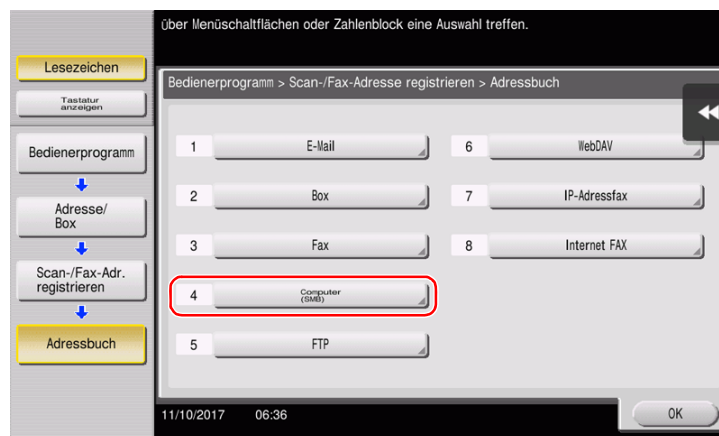 über Menüschaltflächen oder Zahlenblock eine Auswahl treffen.
Lesezeichen
Tastatur
anzeigen
Bedienerprogramm
Adresse/
Box
Scan-/Fax-Adr.
registrieren
Adressbuch
Bedienerprogramm > Scan-/Fax-Adresse registrieren > Adressbuch
1 E-Mail
2 Box
3 Fax
4 Computer
(SMB)
5 FTP
6 WebDAV
7 IP-Adressfax
8 Internet FAX
11/10/2017 06:36
OK